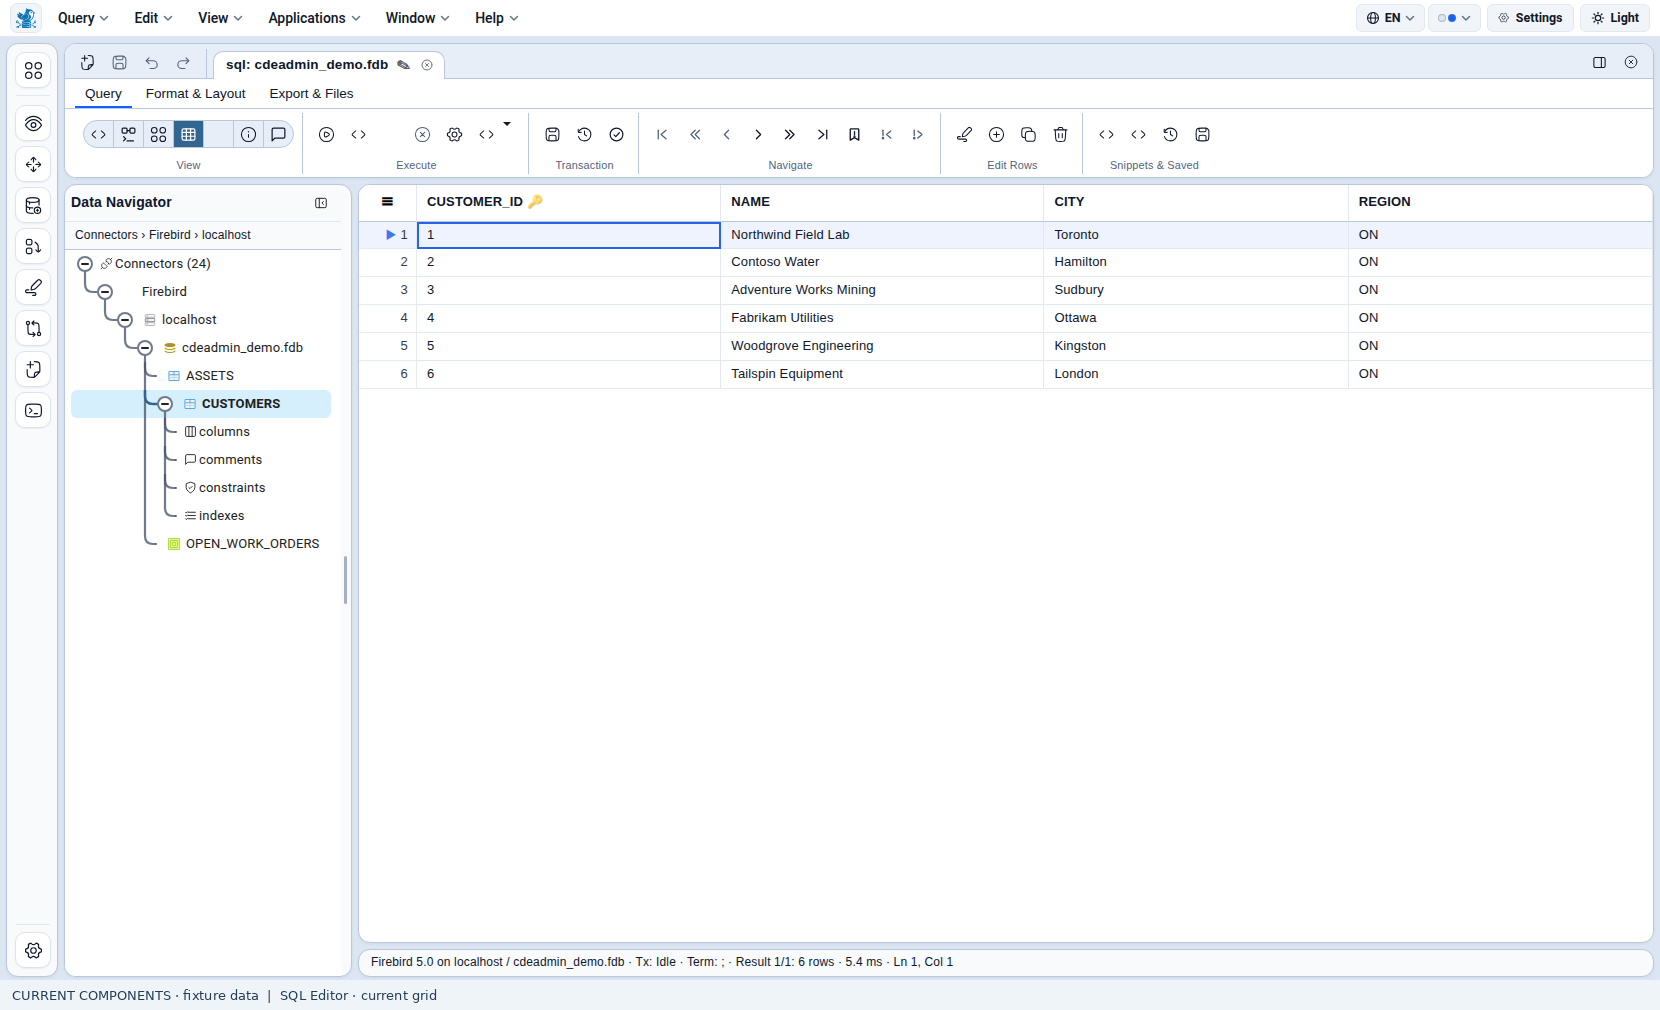 Query Edit View Applications Window Help EN Settings Light
sql: cdeadmin_demo.fdb
Query Format & Layout Export & Files
View Execute Transaction Navigate Edit Rows Snippets & Saved
Data Navigator
Connectors › Firebird › localhost
Connectors (24)
Firebird
localhost
cdeadmin_demo.fdb
ASSETS
CUSTOMERS
columns
comments
constraints
indexes
OPEN_WORK_ORDERS
CUSTOMER_ID NAME CITY REGION
1 1 Northwind Field Lab Toronto ON
2 2 Contoso Water Hamilton ON
3 3 Adventure Works Mining Sudbury ON
4 4 Fabrikam Utilities Ottawa ON
5 5 Woodgrove Engineering Kingston ON
6 6 Tailspin Equipment London ON
Firebird 5.0 on localhost / cdeadmin_demo.fdb · Tx: Idle · Term: ; · Result 1/1: 6 rows · 5.4 ms · Ln 1, Col 1
CURRENT COMPONENTS · fixture data | SQL Editor · current grid